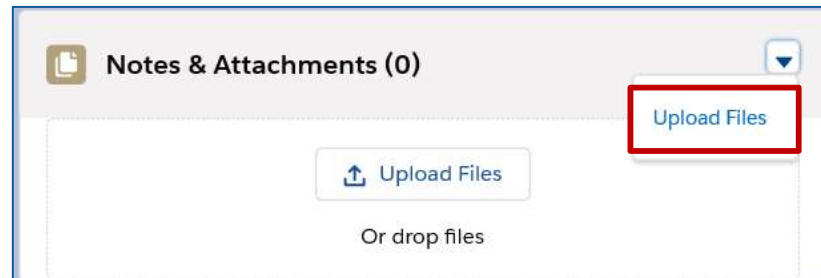 Notes & Attachments (0)
Upload Files
Upload Files
Or drop files